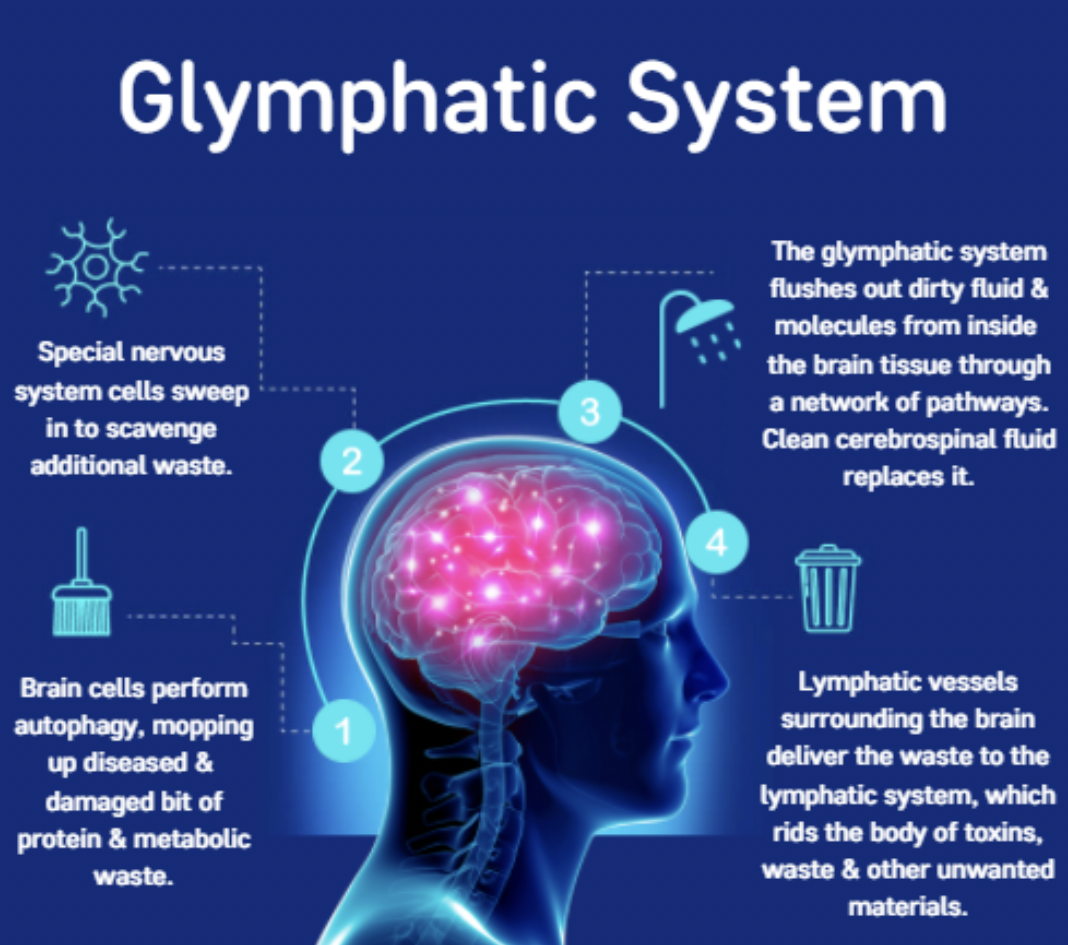 Glymphatic System
Special nervous
system cells sweep
in to scavenge
additional waste.
The glymphatic system
flushes out dirty fluid &
molecules from inside
the brain tissue through
a network of pathways.
Clean cerebrospinal fluid
replaces it.
3
2
4
1
Brain cells perform
autophagy, mopping
up diseased &
damaged bit of
protein & metabolic
waste.
Lymphatic vessels
surrounding the brain
deliver the waste to the
lymphatic system, which
rids the body of toxins,
waste & other unwanted
materials.